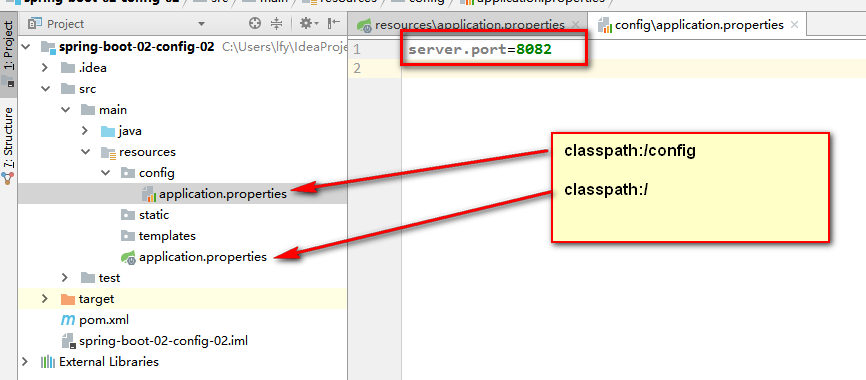 spring-boot-02-config-02 src main resources config application.properties
Project
resources\application.properties
config\application.properties
1: Project
7: Structure
spring-boot-02-config-02 C:\Users\lfy\IdeaProje
.idea
src
main
java
resources
config
application.properties
static
templates
application.properties
test
target
pom.xml
spring-boot-02-config-02.iml
External Libraries
1 server.port=8082
2
classpath:/config
classpath:/